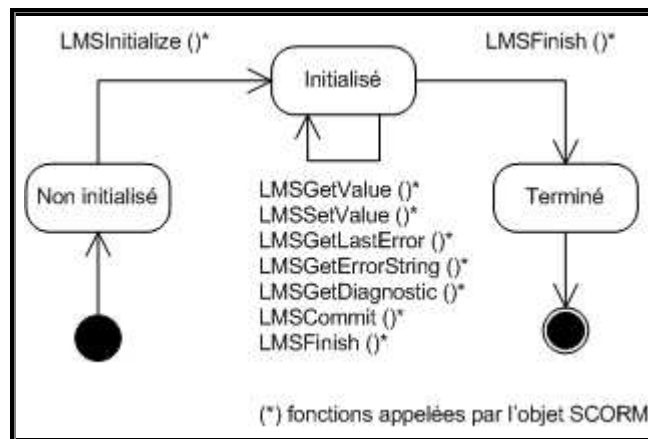 LMSInitialize ()*
LMSFinish ()*
Initialisé
Non initialisé
Terminé
LMSGetValue ()*
LMSSetValue ()*
LMSGetLastError ()*
LMSGetErrorString ()*
LMSGetDiagnostic ()*
LMSCommit ()*
LMSFinish ()*
(*) fonctions appelées par l'objet SCORM